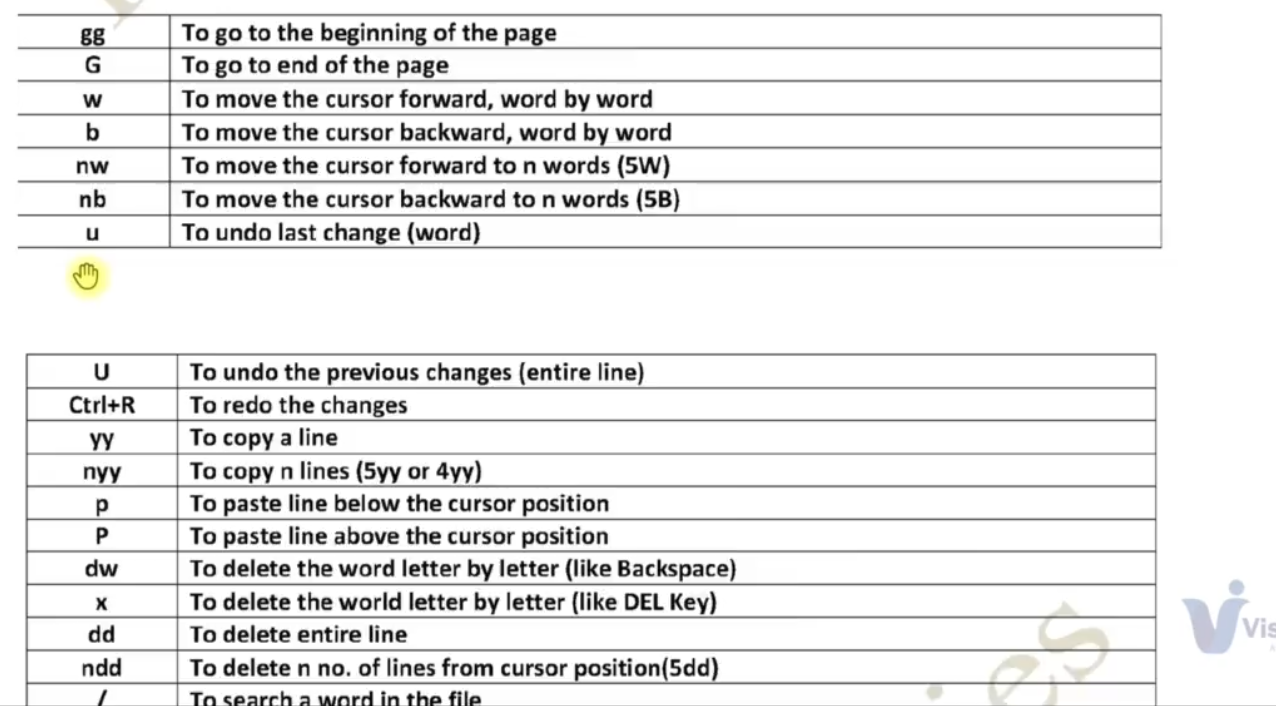 gg To go to the beginning of the page
G To go to end of the page
w To move the cursor forward, word by word
b To move the cursor backward, word by word
nw To move the cursor forward to n words (5W)
nb To move the cursor backward to n words (5B)
u To undo last change (word)
U To undo the previous changes (entire line)
Ctrl+R To redo the changes
yy To copy a line
nyy To copy n lines (5yy or 4yy)
p To paste line below the cursor position
P To paste line above the cursor position
dw To delete the word letter by letter (like Backspace)
x To delete the world letter by letter (like DEL Key)
dd To delete entire line
ndd To delete n no. of lines from cursor position(5dd)
/ To search a word in the file